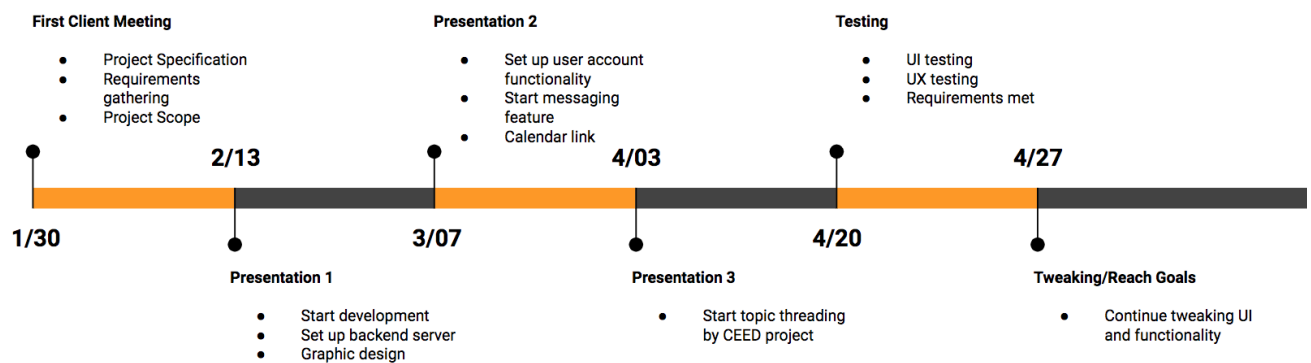 First Client Meeting
● Project Specification
● Requirements
gathering
● Project Scope
1/30
2/13
Presentation 1
● Start development
● Set up backend server
● Graphic design
Presentation 2
● Set up user account
functionality
● Start messaging
feature
● Calendar link
3/07
4/03
Presentation 3
● Start topic threading
by CEED project
Testing
● UI testing
● UX testing
● Requirements met
4/20
4/27
Tweaking/Reach Goals
● Continue tweaking UI
and functionality